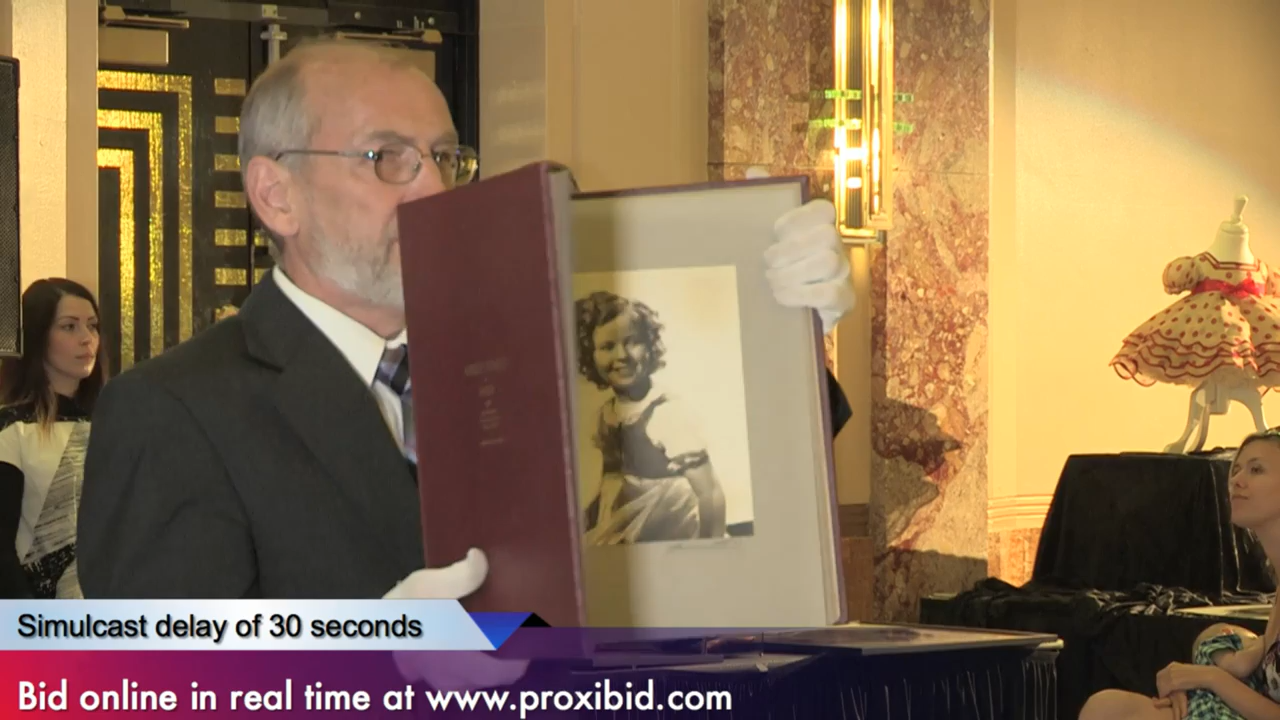 Simulcast delay of 30 seconds
Bid online in real time at www.proxibid.com